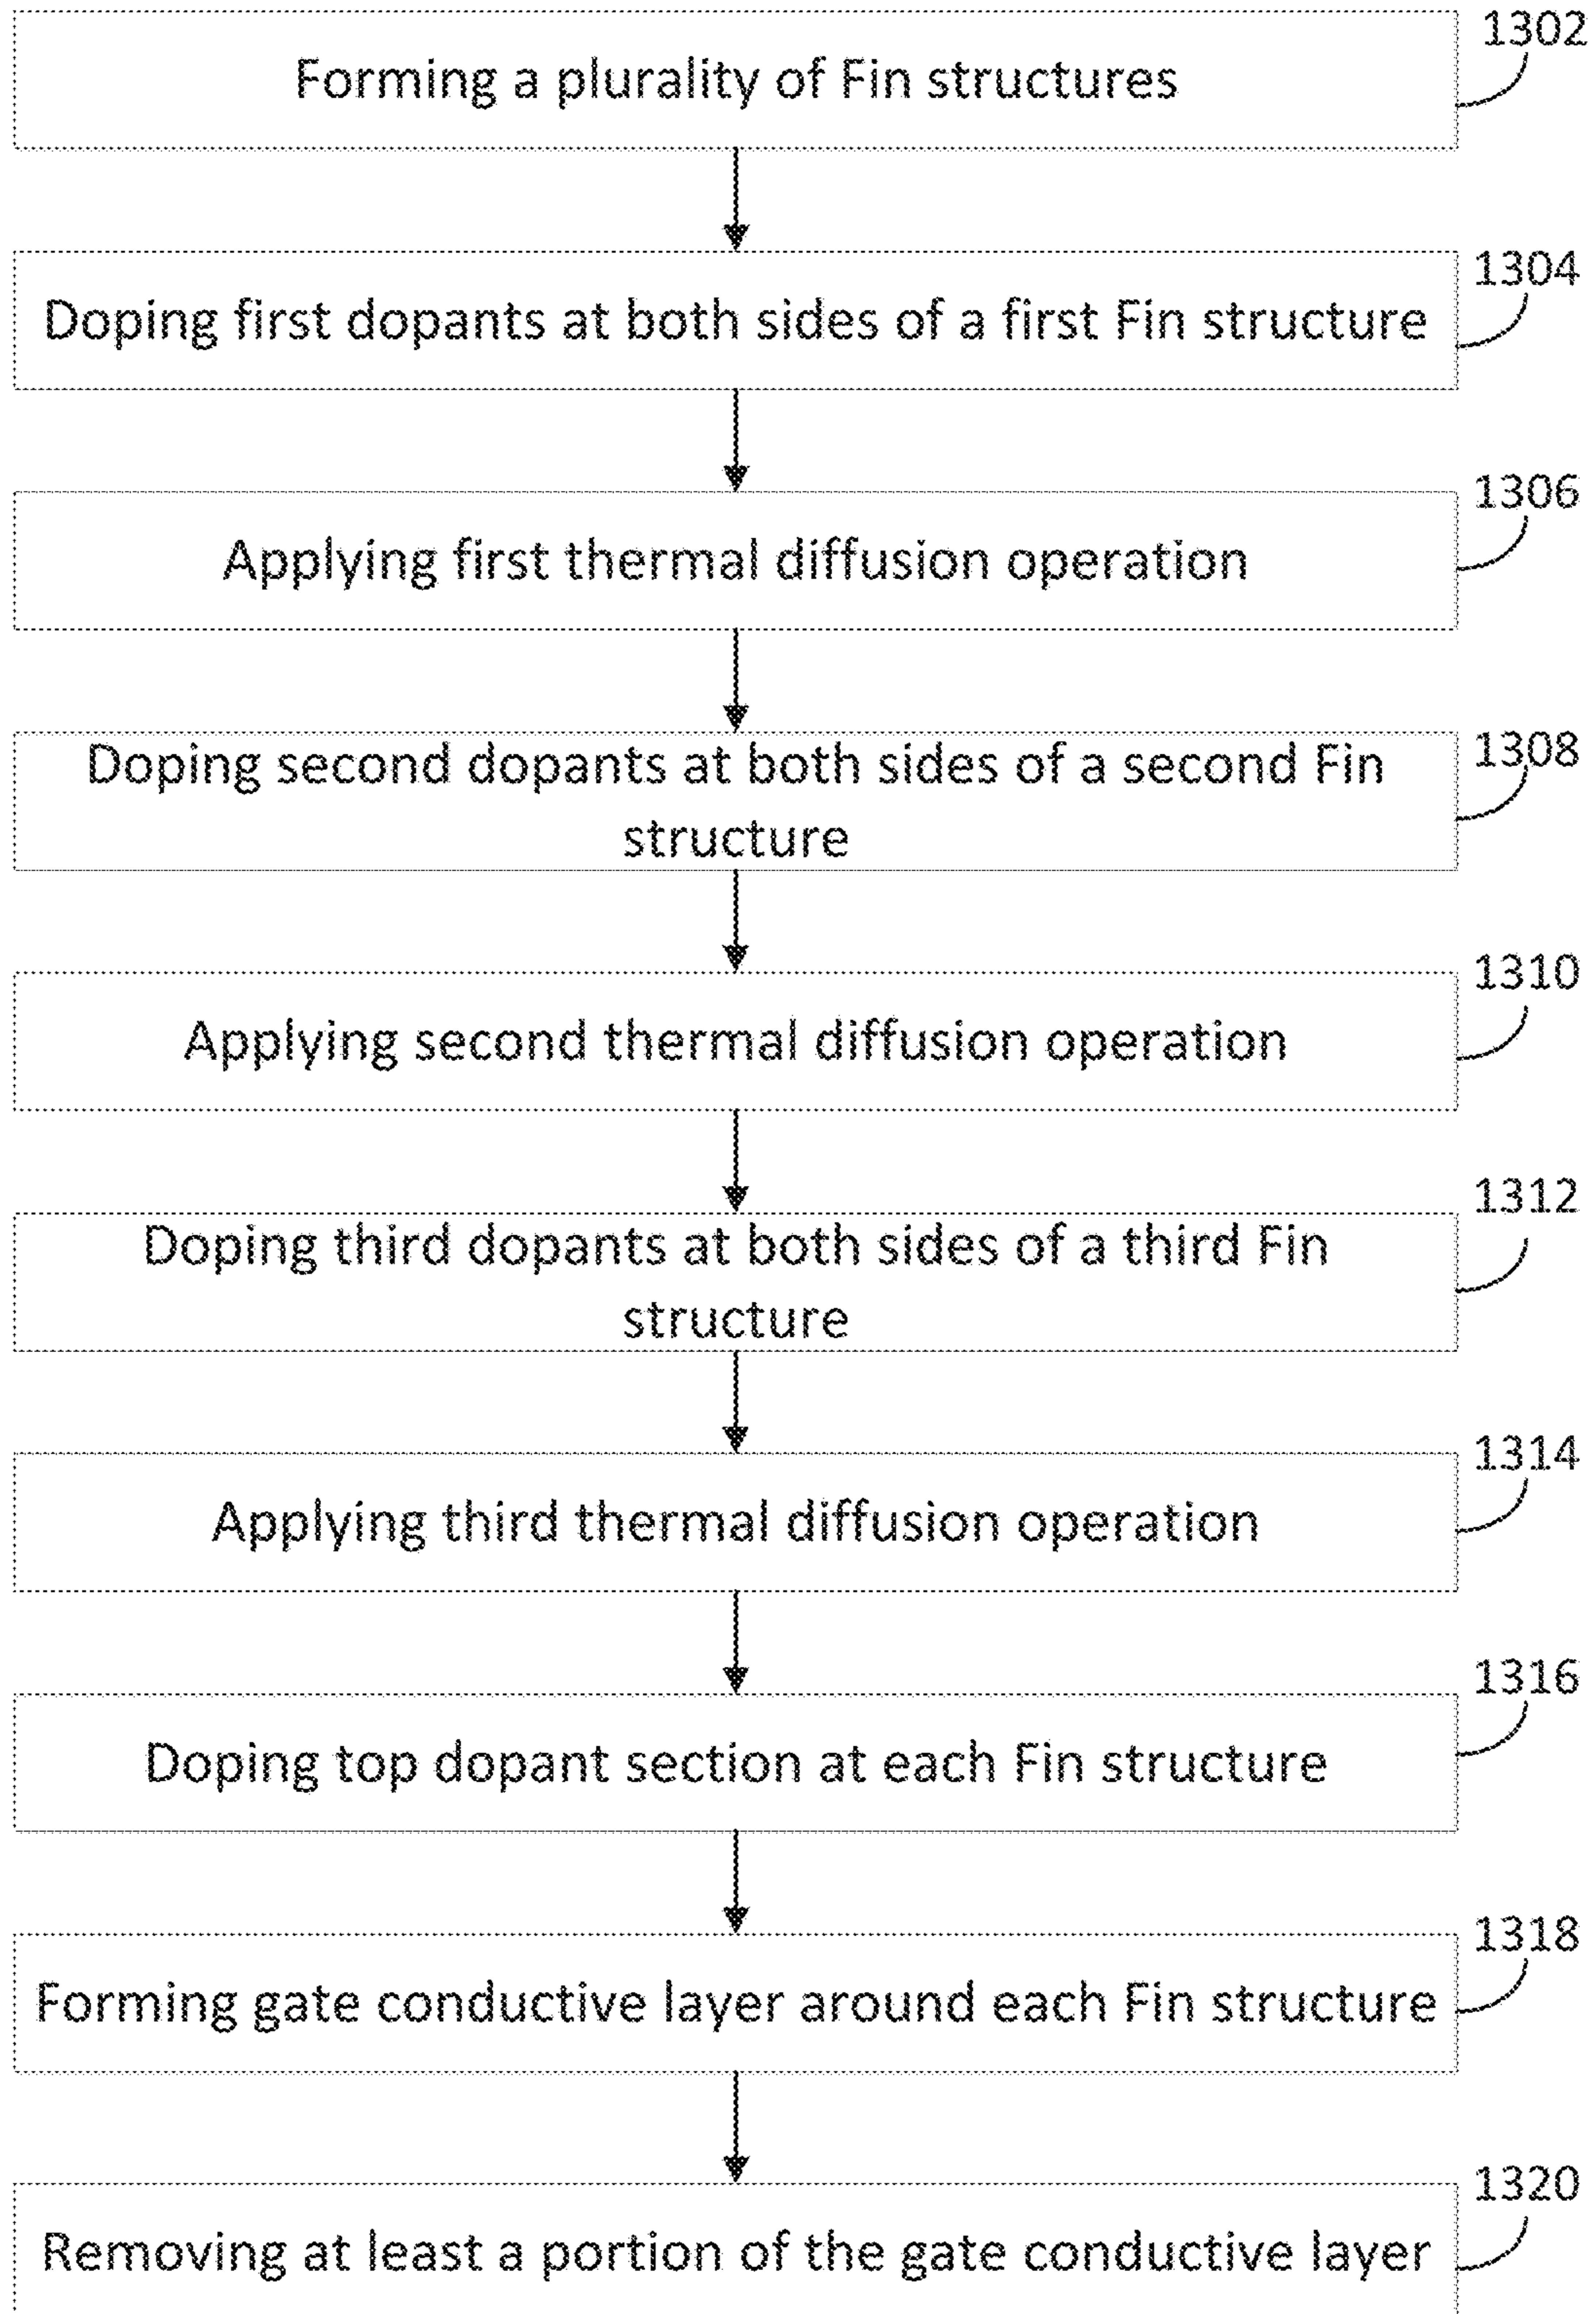 1302
Forming a plurality of Fin structures
1304
Doping first dopants at both sides of a first Fin structure
1306
Applying first thermal diffusion operation
1308
Doping second dopants at both sides of a second Fin
structure
1310
Applying second thermal diffusion operation
1312
Doping third dopants at both sides of a third Fin
structure
1314
Applying third thermal diffusion operation
1316
Doping top dopant section at each Fin structure
1318
Forming gate conductive layer around each Fin structure
1320
Removing at least a portion of the gate conductive layer